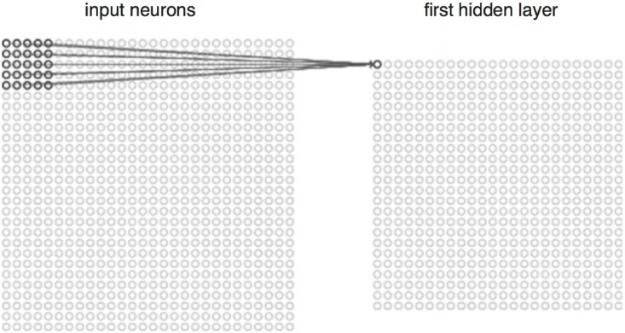 input neurons
first hidden layer